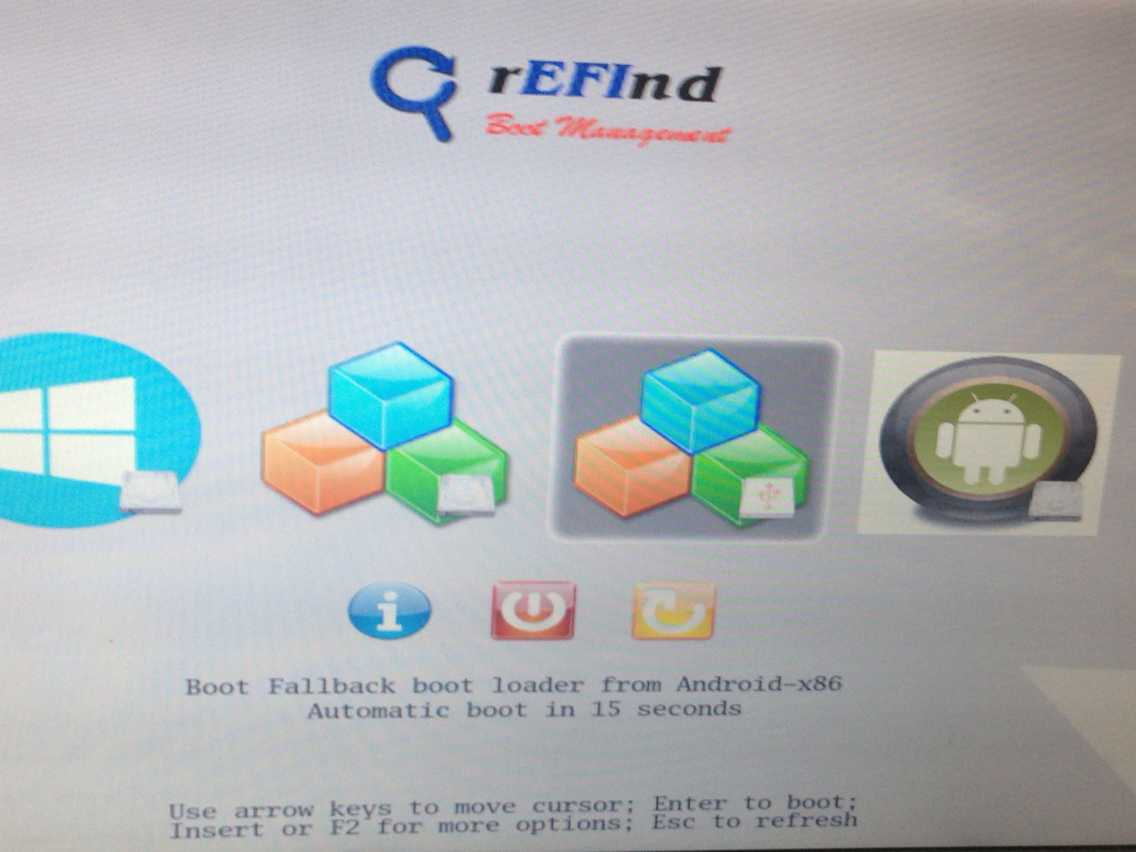 rEFInd
Boot Management
Boot Fallback boot loader from Android-x86
Automatic boot in 15 seconds
Use arrow keys to move cursor; Enter to boot;
Insert or F2 for more options; Esc to refresh